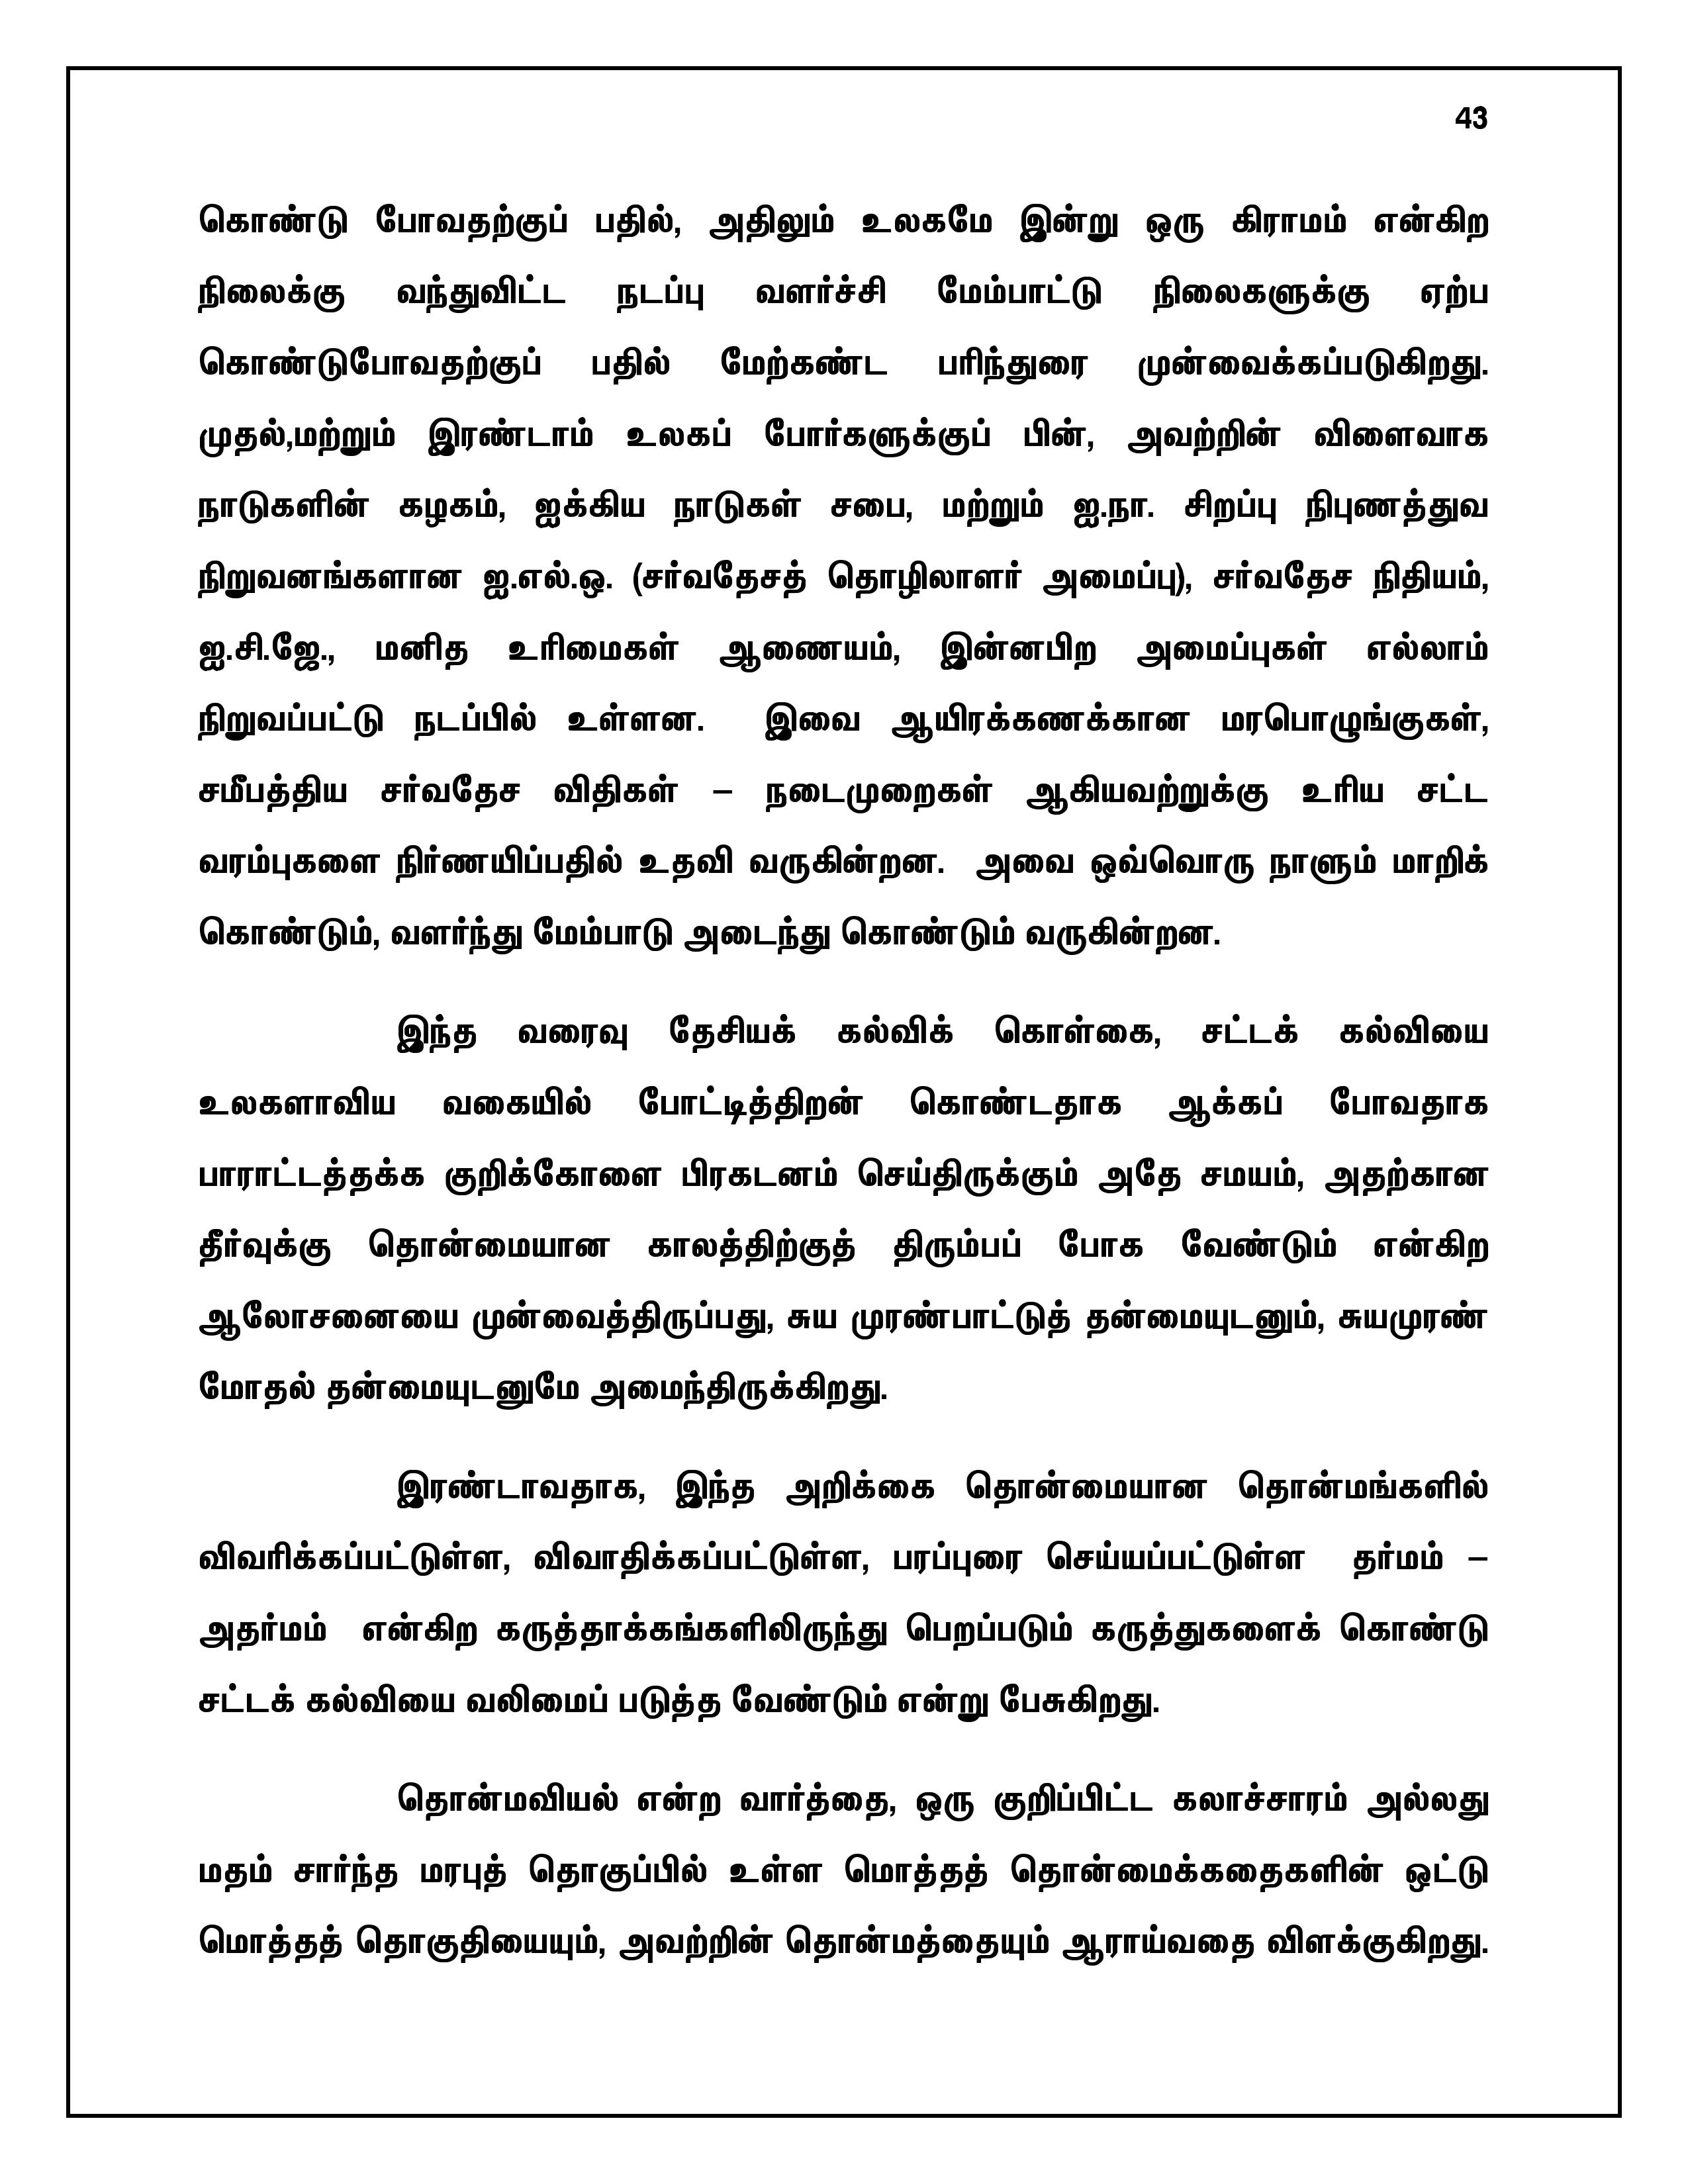 43
கொண்டு போவதற்குப் பதில், அதிலும் உலகமே இன்று ஒரு கிராமம் என்கிற
நிலைக்கு வந்துவிட்ட நடப்பு வளர்ச்சி மேம்பாட்டு நிலைகளுக்கு ஏற்ப
கொண்டுபோவதற்குப் பதில் மேற்கண்ட பரிந்துரை முன்வைக்கப்படுகிறது.
முதல்,மற்றும் இரண்டாம் உலகப் போர்களுக்குப் பின், அவற்றின் விளைவாக
நாடுகளின் கழகம், ஐக்கிய நாடுகள் சபை, மற்றும் ஐ.நா. சிறப்பு நிபுணத்துவ
நிறுவனங்களான ஐ.எல்.ஒ. (சர்வதேசத் தொழிலாளர் அமைப்பு), சர்வதேச நிதியம்,
ஐ.சி.ஜே., மனித உரிமைகள் ஆணையம், இன்னபிற அமைப்புகள் எல்லாம்
நிறுவப்பட்டு நடப்பில் உள்ளன. இவை ஆயிரக்கணக்கான மரபொழுங்குகள்,
சமீபத்திய சர்வதேச விதிகள் – நடைமுறைகள் ஆகியவற்றுக்கு உரிய சட்ட
வரம்புகளை நிர்ணயிப்பதில் உதவி வருகின்றன. அவை ஒவ்வொரு நாளும் மாறிக்
கொண்டும், வளர்ந்து மேம்பாடு அடைந்து கொண்டும் வருகின்றன.
இந்த வரைவு தேசியக் கல்விக் கொள்கை, சட்டக் கல்வியை
உலகளாவிய வகையில் போட்டித்திறன் கொண்டதாக ஆக்கப் போவதாக
பாராட்டத்தக்க குறிக்கோளை பிரகடனம் செய்திருக்கும் அதே சமயம், அதற்கான
தீர்வுக்கு தொன்மையான காலத்திற்குத் திரும்பப் போக வேண்டும் என்கிற
ஆலோசனையை முன்வைத்திருப்பது, சுய முரண்பாட்டுத் தன்மையுடனும், சுயமுரண்
மோதல் தன்மையுடனுமே அமைந்திருக்கிறது.
இரண்டாவதாக, இந்த அறிக்கை தொன்மையான தொன்மங்களில்
விவரிக்கப்பட்டுள்ள, விவாதிக்கப்பட்டுள்ள, பரப்புரை செய்யப்பட்டுள்ள தர்மம் –
அதர்மம் என்கிற கருத்தாக்கங்களிலிருந்து பெறப்படும் கருத்துகளைக் கொண்டு
சட்டக் கல்வியை வலிமைப் படுத்த வேண்டும் என்று பேசுகிறது.
தொன்மவியல் என்ற வார்த்தை, ஒரு குறிப்பிட்ட கலாச்சாரம் அல்லது
மதம் சார்ந்த மரபுத் தொகுப்பில் உள்ள மொத்தத் தொன்மைக்கதைகளின் ஒட்டு
மொத்தத் தொகுதியையும், அவற்றின் தொன்மத்தையும் ஆராய்வதை விளக்குகிறது.